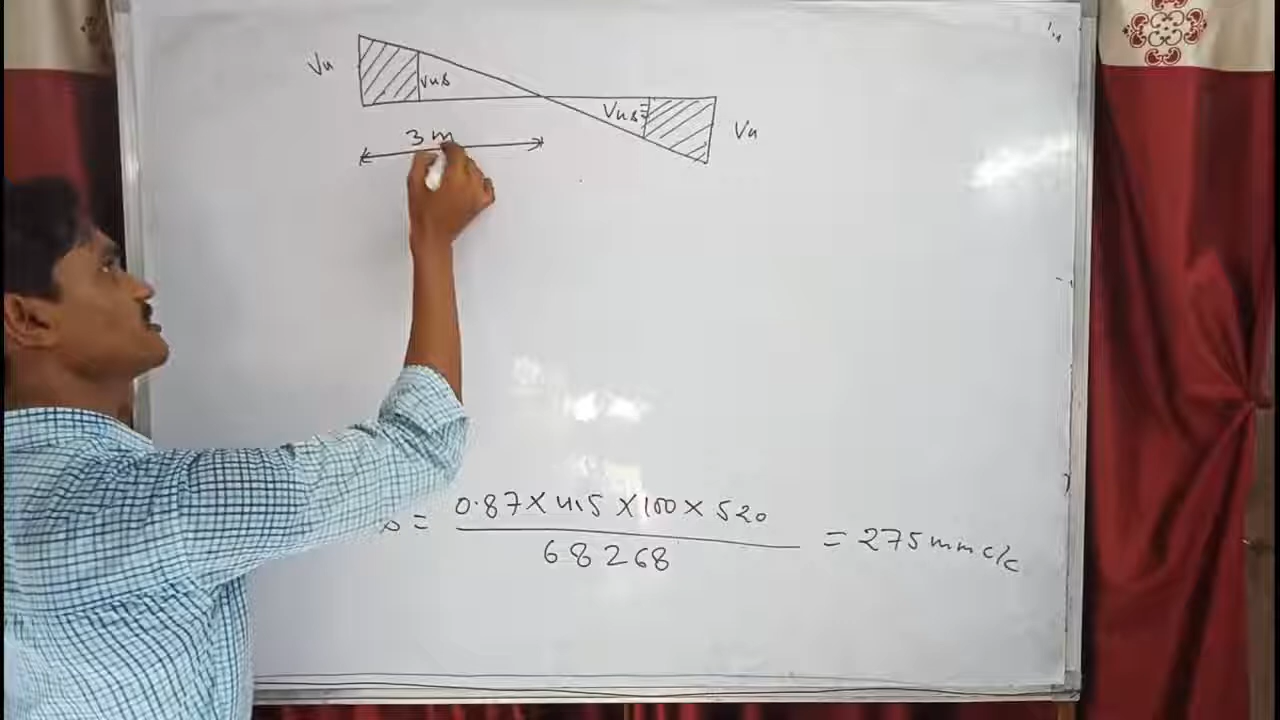 Vu
Vus
Vus
Vu
3 m
= 0.87 X 415 X 100 X 520
68268
= 275 mm c/c